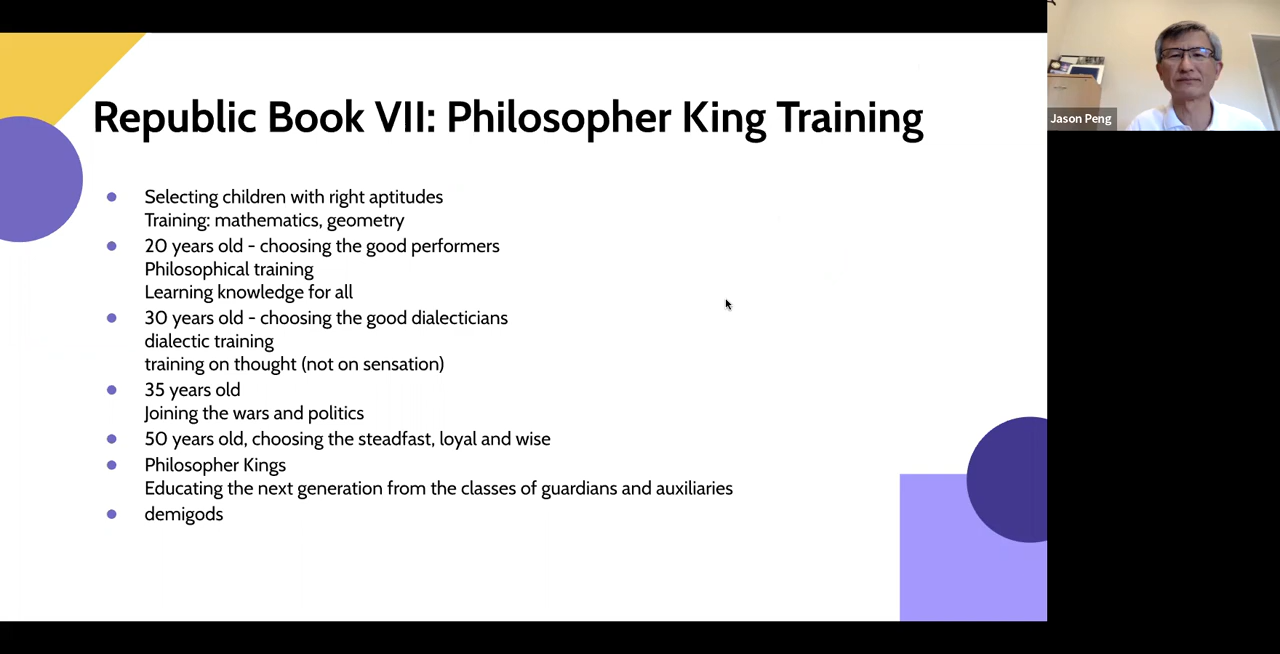 Republic Book VII: Philosopher King Training
Selecting children with right aptitudes
Training: mathematics, geometry
20 years old - choosing the good performers
Philosophical training
Learning knowledge for all
30 years old - choosing the good dialecticians
dialectic training
training on thought (not on sensation)
35 years old
Joining the wars and politics
50 years old, choosing the steadfast, loyal and wise
Philosopher Kings
Educating the next generation from the classes of guardians and auxiliaries
demigods
Jason Peng